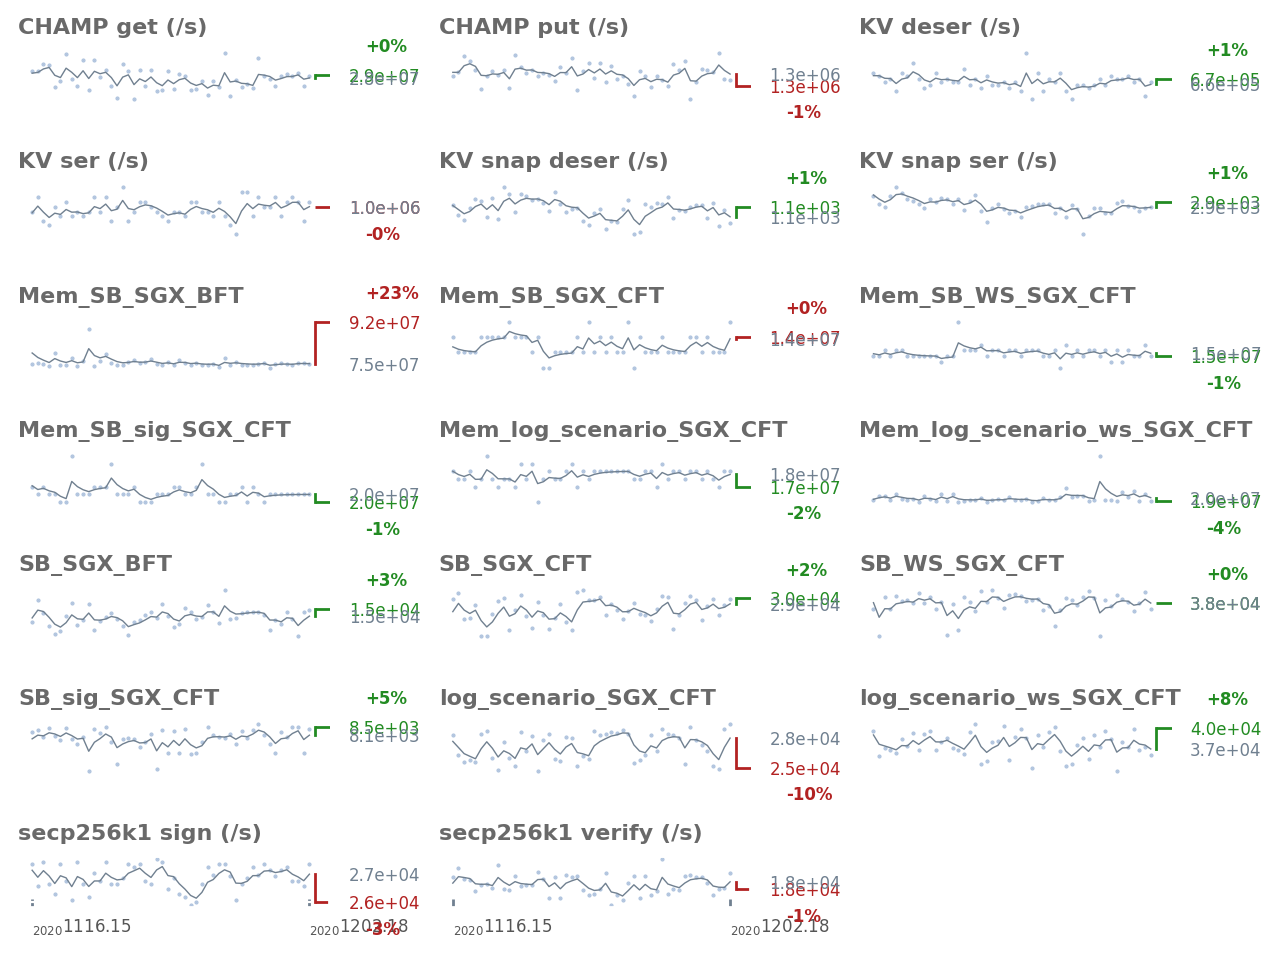 CHAMP get (/s)
+0%
2.9e+07
2.8e+07
CHAMP put (/s)
1.3e+06
1.3e+06
-1%
KV deser (/s)
+1%
6.7e+05
6.6e+05
KV ser (/s)
1.0e+06
-0%
KV snap deser (/s)
+1%
1.1e+03
1.1e+03
KV snap ser (/s)
+1%
2.9e+03
2.9e+03
Mem_SB_SGX_BFT
+23%
9.2e+07
7.5e+07
Mem_SB_SGX_CFT
+0%
1.4e+07
1.4e+07
Mem_SB_WS_SGX_CFT
1.5e+07
1.5e+07
-1%
Mem_SB_sig_SGX_CFT
2.0e+07
2.0e+07
-1%
Mem_log_scenario_SGX_CFT
1.8e+07
1.7e+07
-2%
Mem_log_scenario_ws_SGX_CFT
2.0e+07
1.9e+07
-4%
SB_SGX_BFT
+3%
1.5e+04
1.5e+04
SB_SGX_CFT
+2%
3.0e+04
2.9e+04
SB_WS_SGX_CFT
+0%
3.8e+04
SB_sig_SGX_CFT
+5%
8.5e+03
8.1e+03
log_scenario_SGX_CFT
2.8e+04
2.5e+04
-10%
log_scenario_ws_SGX_CFT
+8%
4.0e+04
3.7e+04
secp256k1 sign (/s)
2.7e+04
2.6e+04
-3%
20201116.15
20201202.18
secp256k1 verify (/s)
1.8e+04
1.8e+04
-1%
20201116.15
20201202.18